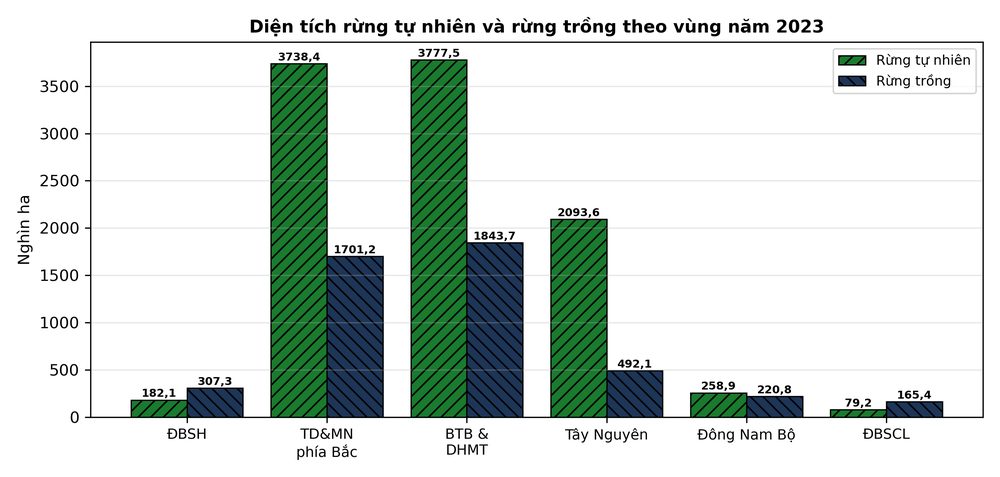 Diện tích rừng tự nhiên và rừng trồng theo vùng năm 2023
Rừng tự nhiên
Rừng trồng
Nghìn ha
3500
3000
2500
2000
1500
1000
500
0
182,1
307,3
3738,4
1701,2
3777,5
1843,7
2093,6
492,1
258,9
220,8
79,2
165,4
ĐBSH
TD&MN
phía Bắc
BTB &
DHMT
Tây Nguyên
Đông Nam Bộ
ĐBSCL